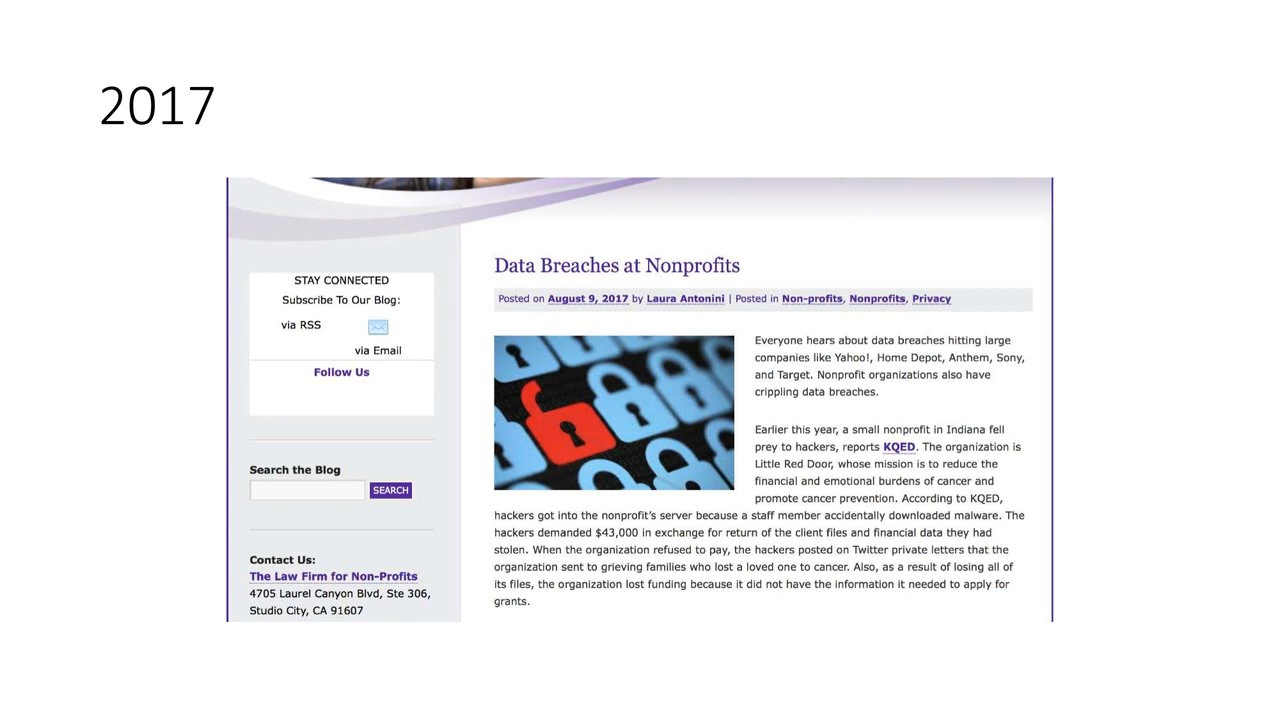 2017
STAY CONNECTED
Subscribe To Our Blog:
via RSS
via Email
Follow Us
Search the Blog
SEARCH
Contact Us:
The Law Firm for Non-Profits
4705 Laurel Canyon Blvd, Ste 306,
Studio City, CA 91607
Data Breaches at Nonprofits
Posted on August 9, 2017 by Laura Antonini | Posted in Non-profits, Nonprofits, Privacy
Everyone hears about data breaches hitting large
companies like Yahoo!, Home Depot, Anthem, Sony,
and Target. Nonprofit organizations also have
crippling data breaches.
Earlier this year, a small nonprofit in Indiana fell
prey to hackers, reports KQED. The organization is
Little Red Door, whose mission is to reduce the
financial and emotional burdens of cancer and
promote cancer prevention. According to KQED,
hackers got into the nonprofit's server because a staff member accidentally downloaded malware. The
hackers demanded $43,000 in exchange for return of the client files and financial data they had
stolen. When the organization refused to pay, the hackers posted on Twitter private letters that the
organization sent to grieving families who lost a loved one to cancer. Also, as a result of losing all of
its files, the organization lost funding because it did not have the information it needed to apply for
grants.